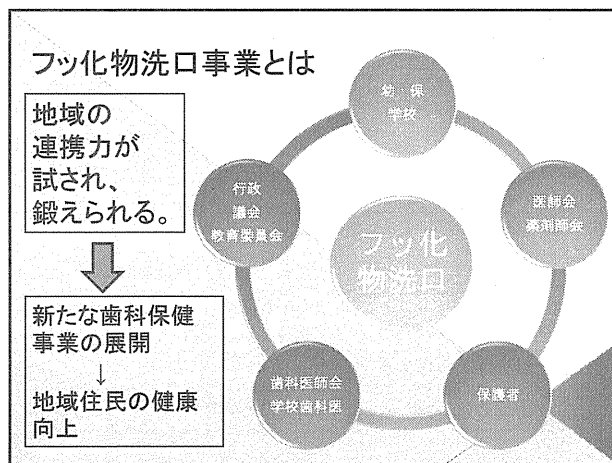 フッ化物洗口事業とは
地域の
連携力が
試され、
鍛えられる。
新たな歯科保健
事業の展開
↓
地域住民の健康
向上
幼・保
学校
医師会
薬剤師会
保護者
歯科医師会
学校歯科医
行政
議会
教育委員会
フッ化
物洗口